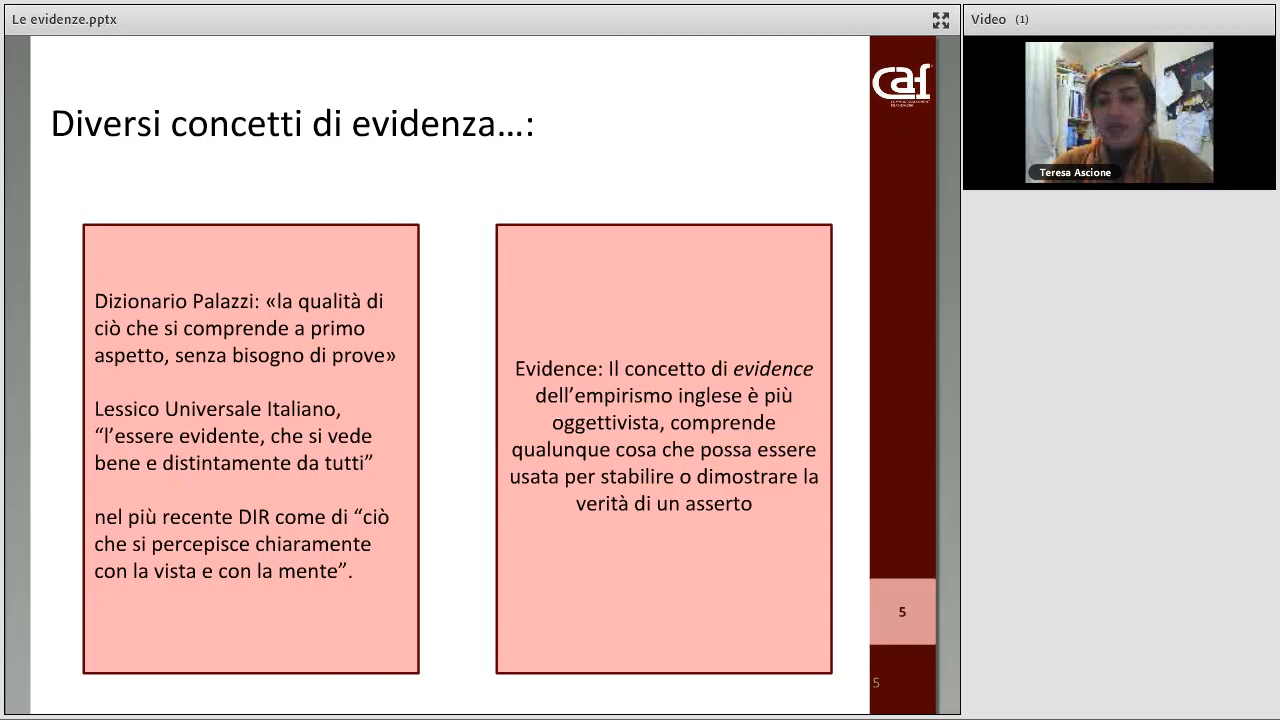 Le evidenze.pptx
Video (1)
caf
Teresa Ascione
Diversi concetti di evidenza…:
Dizionario Palazzi: «la qualità di
ciò che si comprende a primo
aspetto, senza bisogno di prove»
Lessico Universale Italiano,
“l’essere evidente, che si vede
bene e distintamente da tutti”
nel più recente DIR come di “ciò
che si percepisce chiaramente
con la vista e con la mente”.
Evidence: Il concetto di evidence
dell’empirismo inglese è più
oggettivista, comprende
qualunque cosa che possa essere
usata per stabilire o dimostrare la
verità di un asserto
5
5